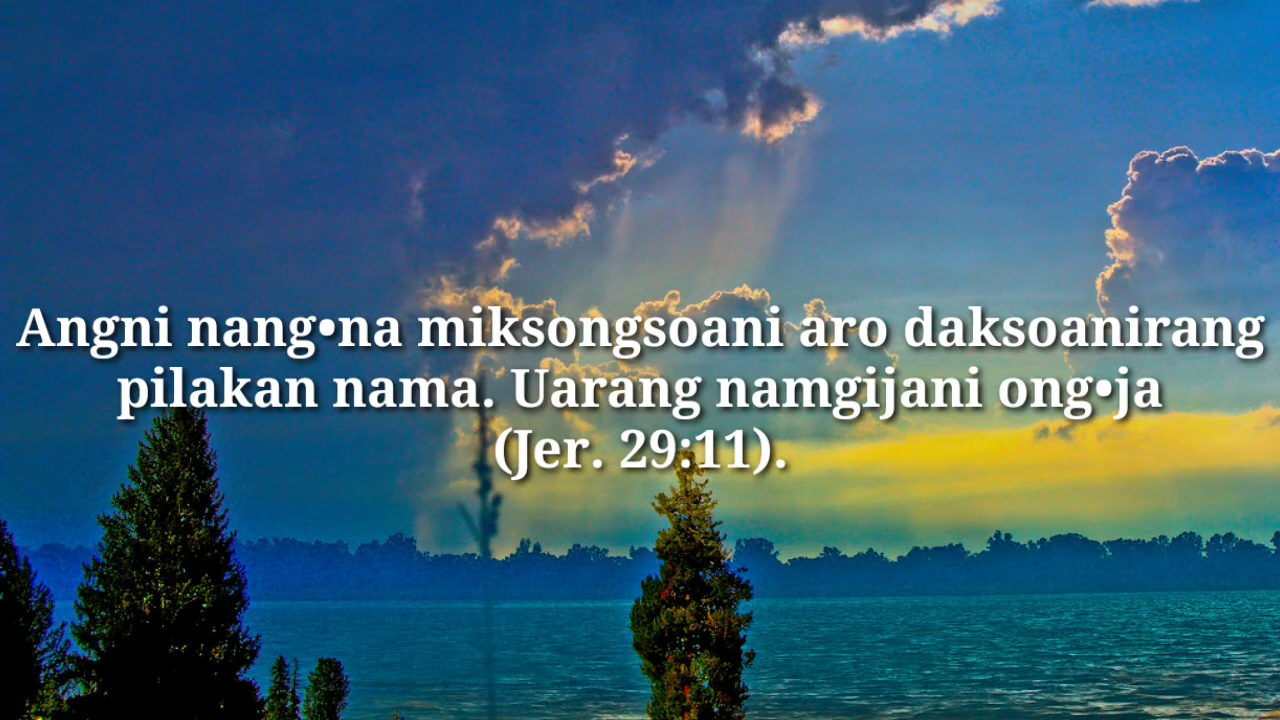 Angni nang•na miksongsoani aro daksoanirang
pilakan nama. Uarang namgijani ong•ja
(Jer. 29:11).